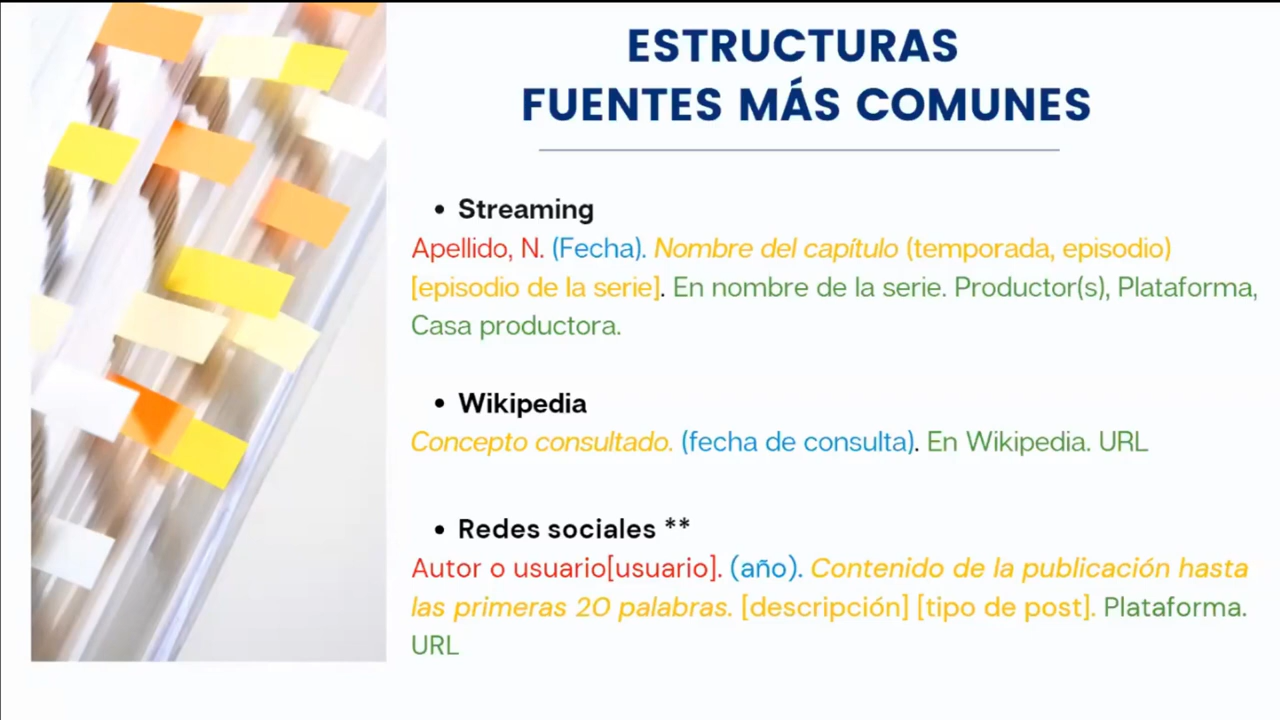 ESTRUCTURAS
FUENTES MÁS COMUNES
• Streaming
Apellido, N. (Fecha). Nombre del capítulo (temporada, episodio)
[episodio de la serie]. En nombre de la serie. Productor(s), Plataforma,
Casa productora.
• Wikipedia
Concepto consultado. (fecha de consulta). En Wikipedia. URL
• Redes sociales **
Autor o usuario[usuario]. (año). Contenido de la publicación hasta
las primeras 20 palabras. [descripción] [tipo de post]. Plataforma.
URL